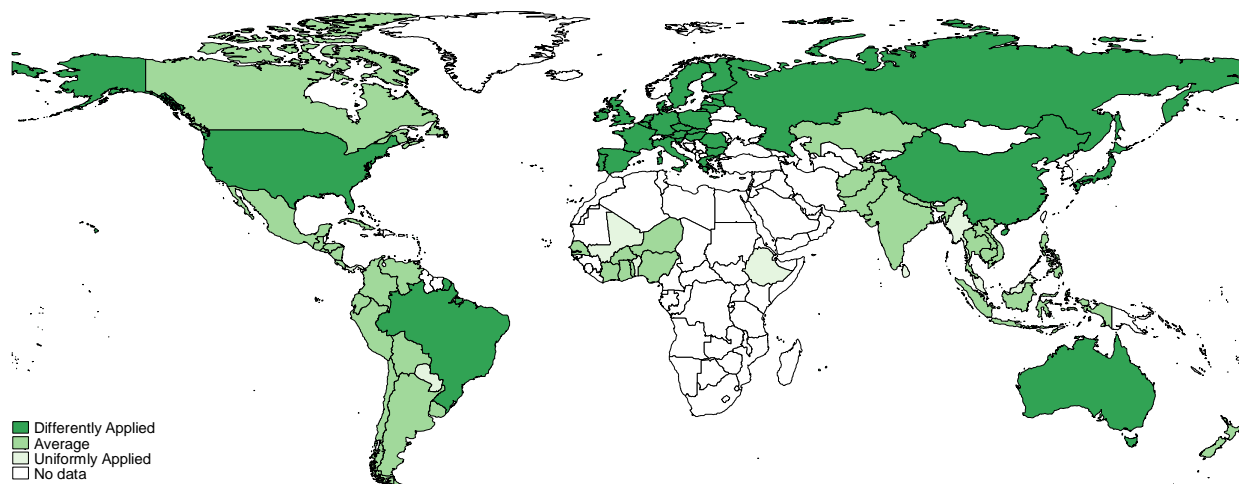 Differently Applied
Average
Uniformly Applied
No data